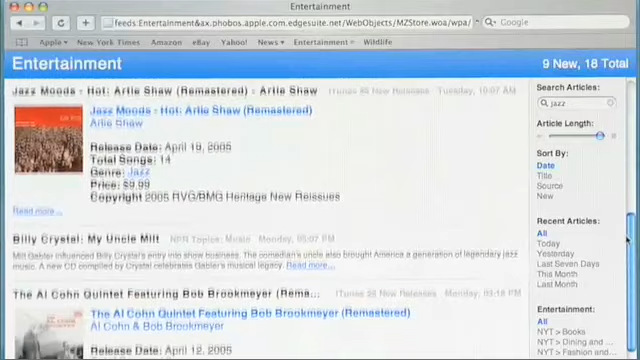 Entertainment
feeds:Entertainment&ax.phobos.apple.com.edgesuite.net/WebObjects/MZStore.woa/wpa/
Google
Apple New York Times Amazon eBay Yahoo! News Entertainment Wildlife
Entertainment
9 New, 18 Total
Jazz Moods - Hot: Artie Shaw (Remastered) - Artie Shaw
iTunes 25 New Releases Tuesday, 10:07 AM
Jazz Moods - Hot: Artie Shaw (Remastered)
Artie Shaw
Release Date: April 19, 2005
Total Songs: 14
Genre: Jazz
Price: $9.99
Copyright 2005 RVG/BMG Heritage New Reissues
Read more...
Billy Crystal: My Uncle Milt
NPR Topics: Music Monday, 05:07 PM
Milt Gabler influenced Billy Crystal's entry into show business. The comedian's uncle also brought America a generation of legendary jazz
music. A new CD compiled by Crystal celebrates Gabler's musical legacy. Read more...
The Al Cohn Quintet Featuring Bob Brookmeyer (Rema...
iTunes 25 New Releases Monday, 03:18 PM
The Al Cohn Quintet Featuring Bob Brookmeyer (Remastered)
Al Cohn & Bob Brookmeyer
Release Date: April 12, 2005
Search Articles:
jazz
Article Length:
Sort By:
Date
Title
Source
New
Recent Articles:
All
Today
Yesterday
Last Seven Days
This Month
Last Month
Entertainment:
All
NYT > Books
NYT > Dining and ...
NYT > Fashion and...